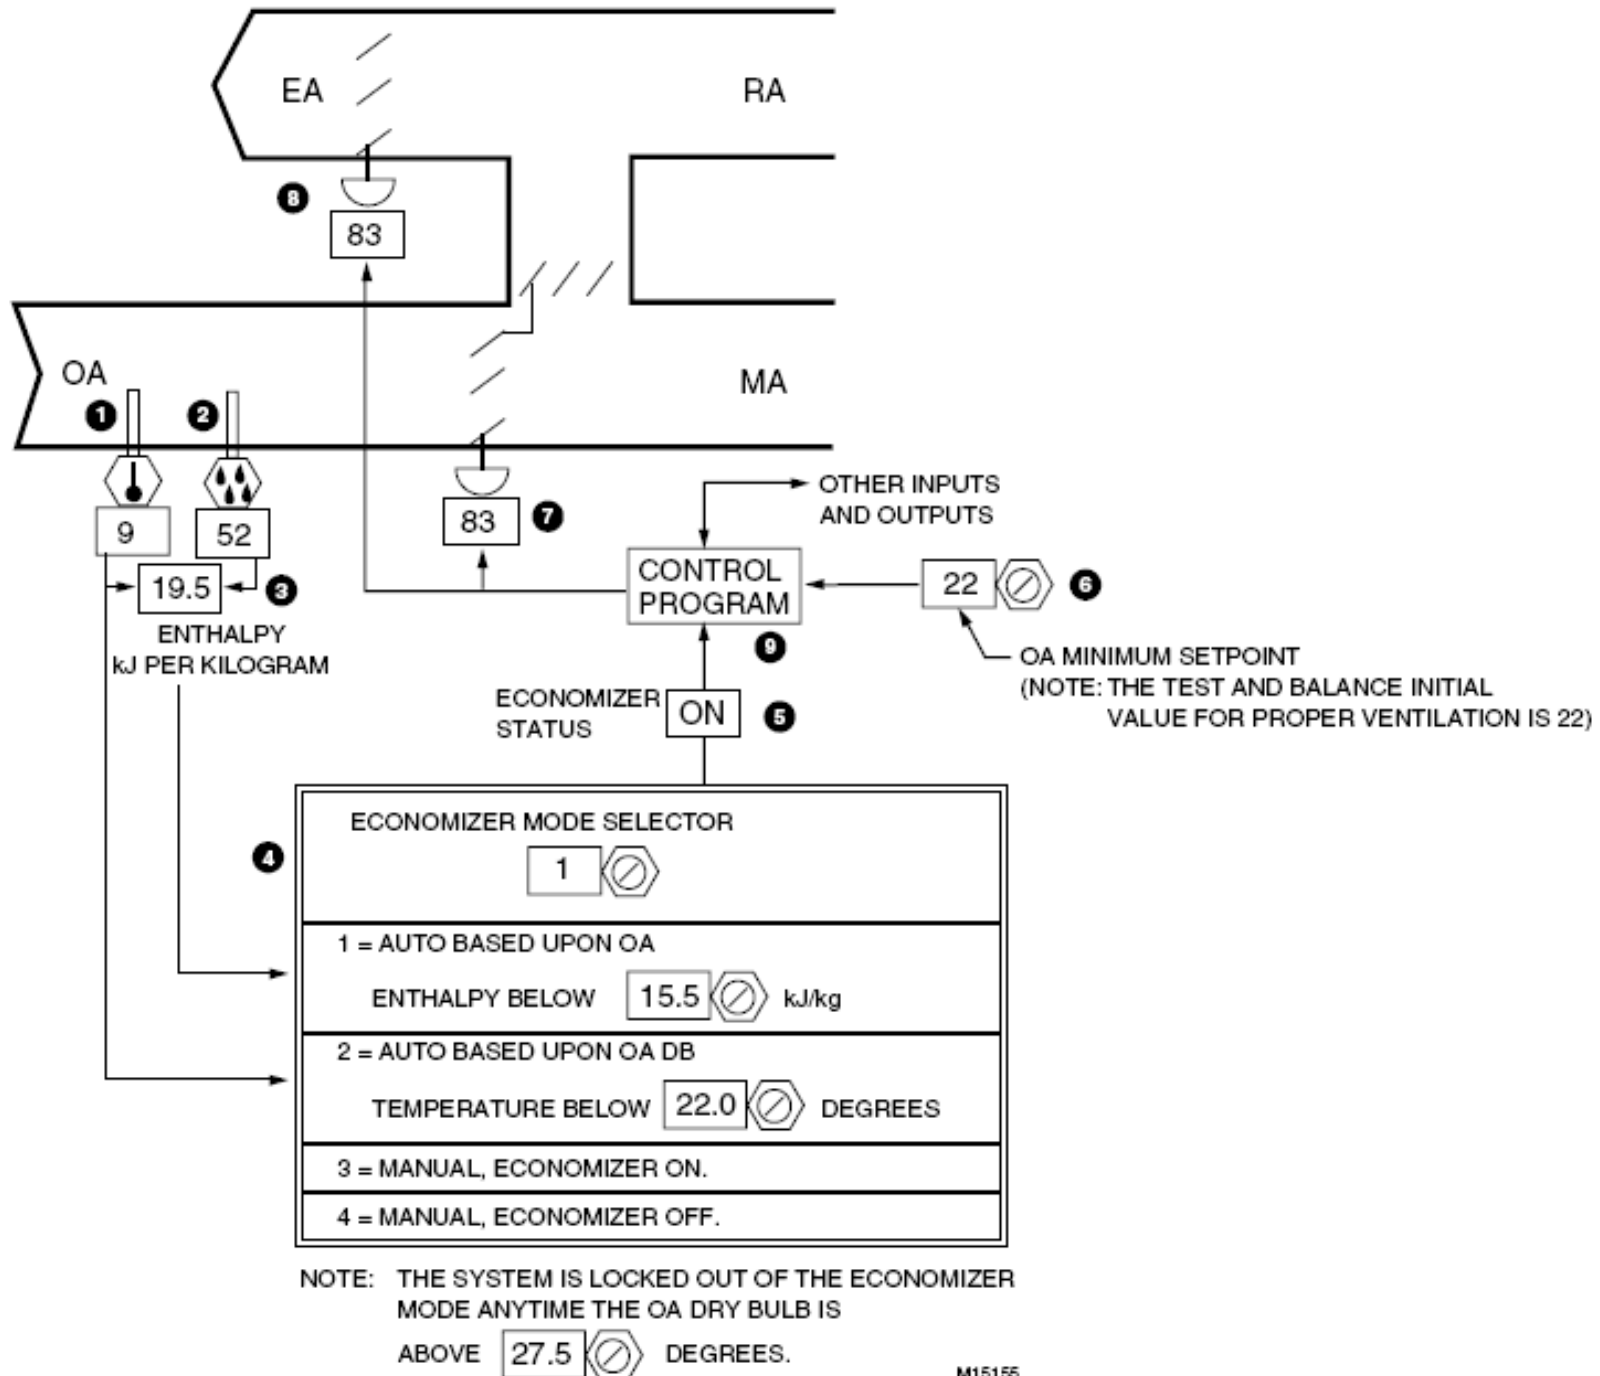 EA
RA
8
83
OA
MA
1
2
9
52
83
7
OTHER INPUTS
AND OUTPUTS
19.5
3
CONTROL
PROGRAM
22
6
ENTHALPY
kJ PER KILOGRAM
9
OA MINIMUM SETPOINT
(NOTE: THE TEST AND BALANCE INITIAL
VALUE FOR PROPER VENTILATION IS 22)
ECONOMIZER
STATUS
ON
5
4
ECONOMIZER MODE SELECTOR
1
1 = AUTO BASED UPON OA
ENTHALPY BELOW 15.5 kJ/kg
2 = AUTO BASED UPON OA DB
TEMPERATURE BELOW 22.0 DEGREES
3 = MANUAL, ECONOMIZER ON.
4 = MANUAL, ECONOMIZER OFF.
NOTE: THE SYSTEM IS LOCKED OUT OF THE ECONOMIZER
MODE ANYTIME THE OA DRY BULB IS
ABOVE 27.5 DEGREES.
M15155